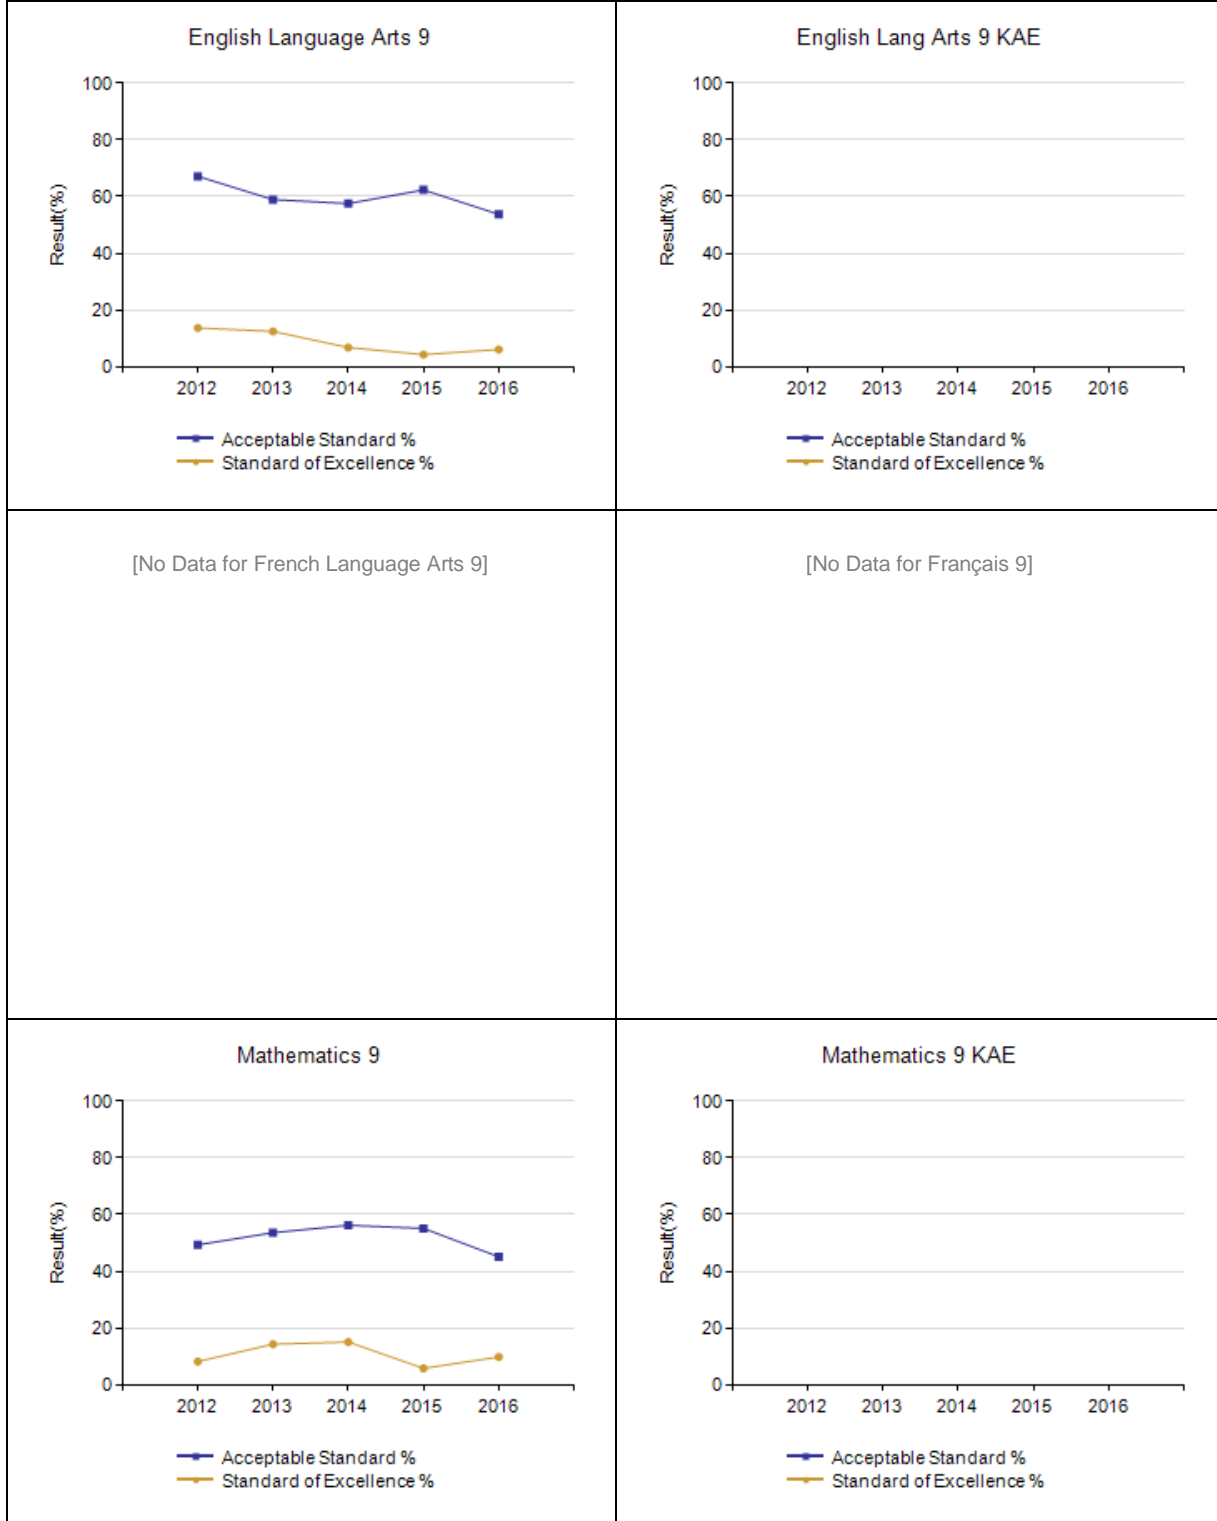 English Language Arts 9
100
80
60
40
20
0
Result(%)
2012 2013 2014 2015 2016
Acceptable Standard %
Standard of Excellence %
English Lang Arts 9 KAE
100
80
60
40
20
0
Result(%)
2012 2013 2014 2015 2016
Acceptable Standard %
Standard of Excellence %
[No Data for French Language Arts 9]
[No Data for Français 9]
Mathematics 9
100
80
60
40
20
0
Result(%)
2012 2013 2014 2015 2016
Acceptable Standard %
Standard of Excellence %
Mathematics 9 KAE
100
80
60
40
20
0
Result(%)
2012 2013 2014 2015 2016
Acceptable Standard %
Standard of Excellence %